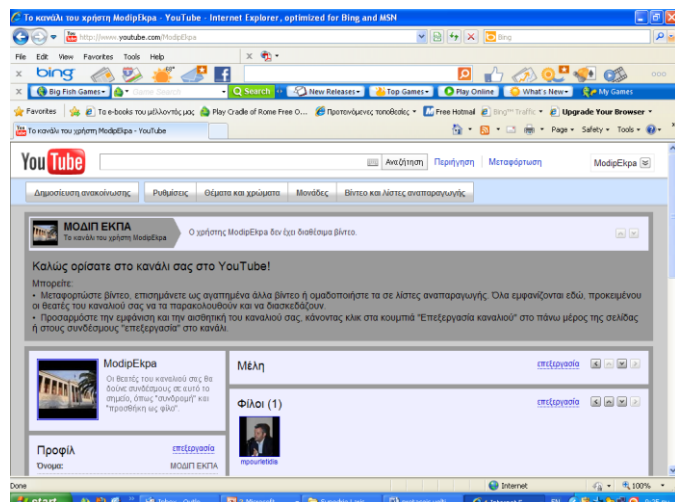 Το κανάλι του χρήστη ModipEkpa - YouTube - Internet Explorer, optimized for Bing and MSN
http://www.youtube.com/ModipEkpa
Bing
File Edit View Favorites Tools Help
bing
Big Fish Games Game Search Search New Releases Top Games Play Online What's New My Games
Favorites Τα e-books του μέλλοντός μας Play Cradle of Rome Free O... Προτεινόμενες τοποθεσίες Free Hotmail Bing™ Traffic Upgrade Your Browser
Το κανάλι του χρήστη ModipEkpa - YouTube Page Safety Tools
YouTube Αναζήτηση Περιήγηση Μεταφόρτωση ModipEkpa
Δημοσίευση ανακοίνωσης Ρυθμίσεις Θέματα και χρώματα Μονάδες Βίντεο και λίστες αναπαραγωγής
ΜΟΔΙΠ ΕΚΠΑ
Το κανάλι του χρήστη ModipEkpa
Ο χρήστης ModipEkpa δεν έχει διαθέσιμα βίντεο.
Καλώς ορίσατε στο κανάλι σας στο YouTube!
Μπορείτε:
• Μεταφορτώστε βίντεο, επισημάνετε ως αγαπημένα άλλα βίντεο ή ομαδοποιήστε τα σε λίστες αναπαραγωγής. Όλα εμφανίζονται εδώ, προκειμένου
οι θεατές του καναλιού σας να τα παρακολουθούν και να διασκεδάζουν.
• Προσαρμόστε την εμφάνιση και την αισθητική του καναλιού σας, κάνοντας κλικ στα κουμπιά "Επεξεργασία καναλιού" στο πάνω μέρος της σελίδας
ή στους συνδέσμους "επεξεργασία" στο κανάλι.
ModipEkpa
Οι θεατές του καναλιού σας θα
δούνε συνδέσμους σε αυτό το
σημείο, όπως "συνδρομή" και
"προσθήκη ως φίλο".
Μέλη επεξεργασία
Φίλοι (1) επεξεργασία
mpourletidis
Προφίλ επεξεργασία
Όνομα: ΜΟΔΙΠ ΕΚΠΑ
Done Internet 100%
start